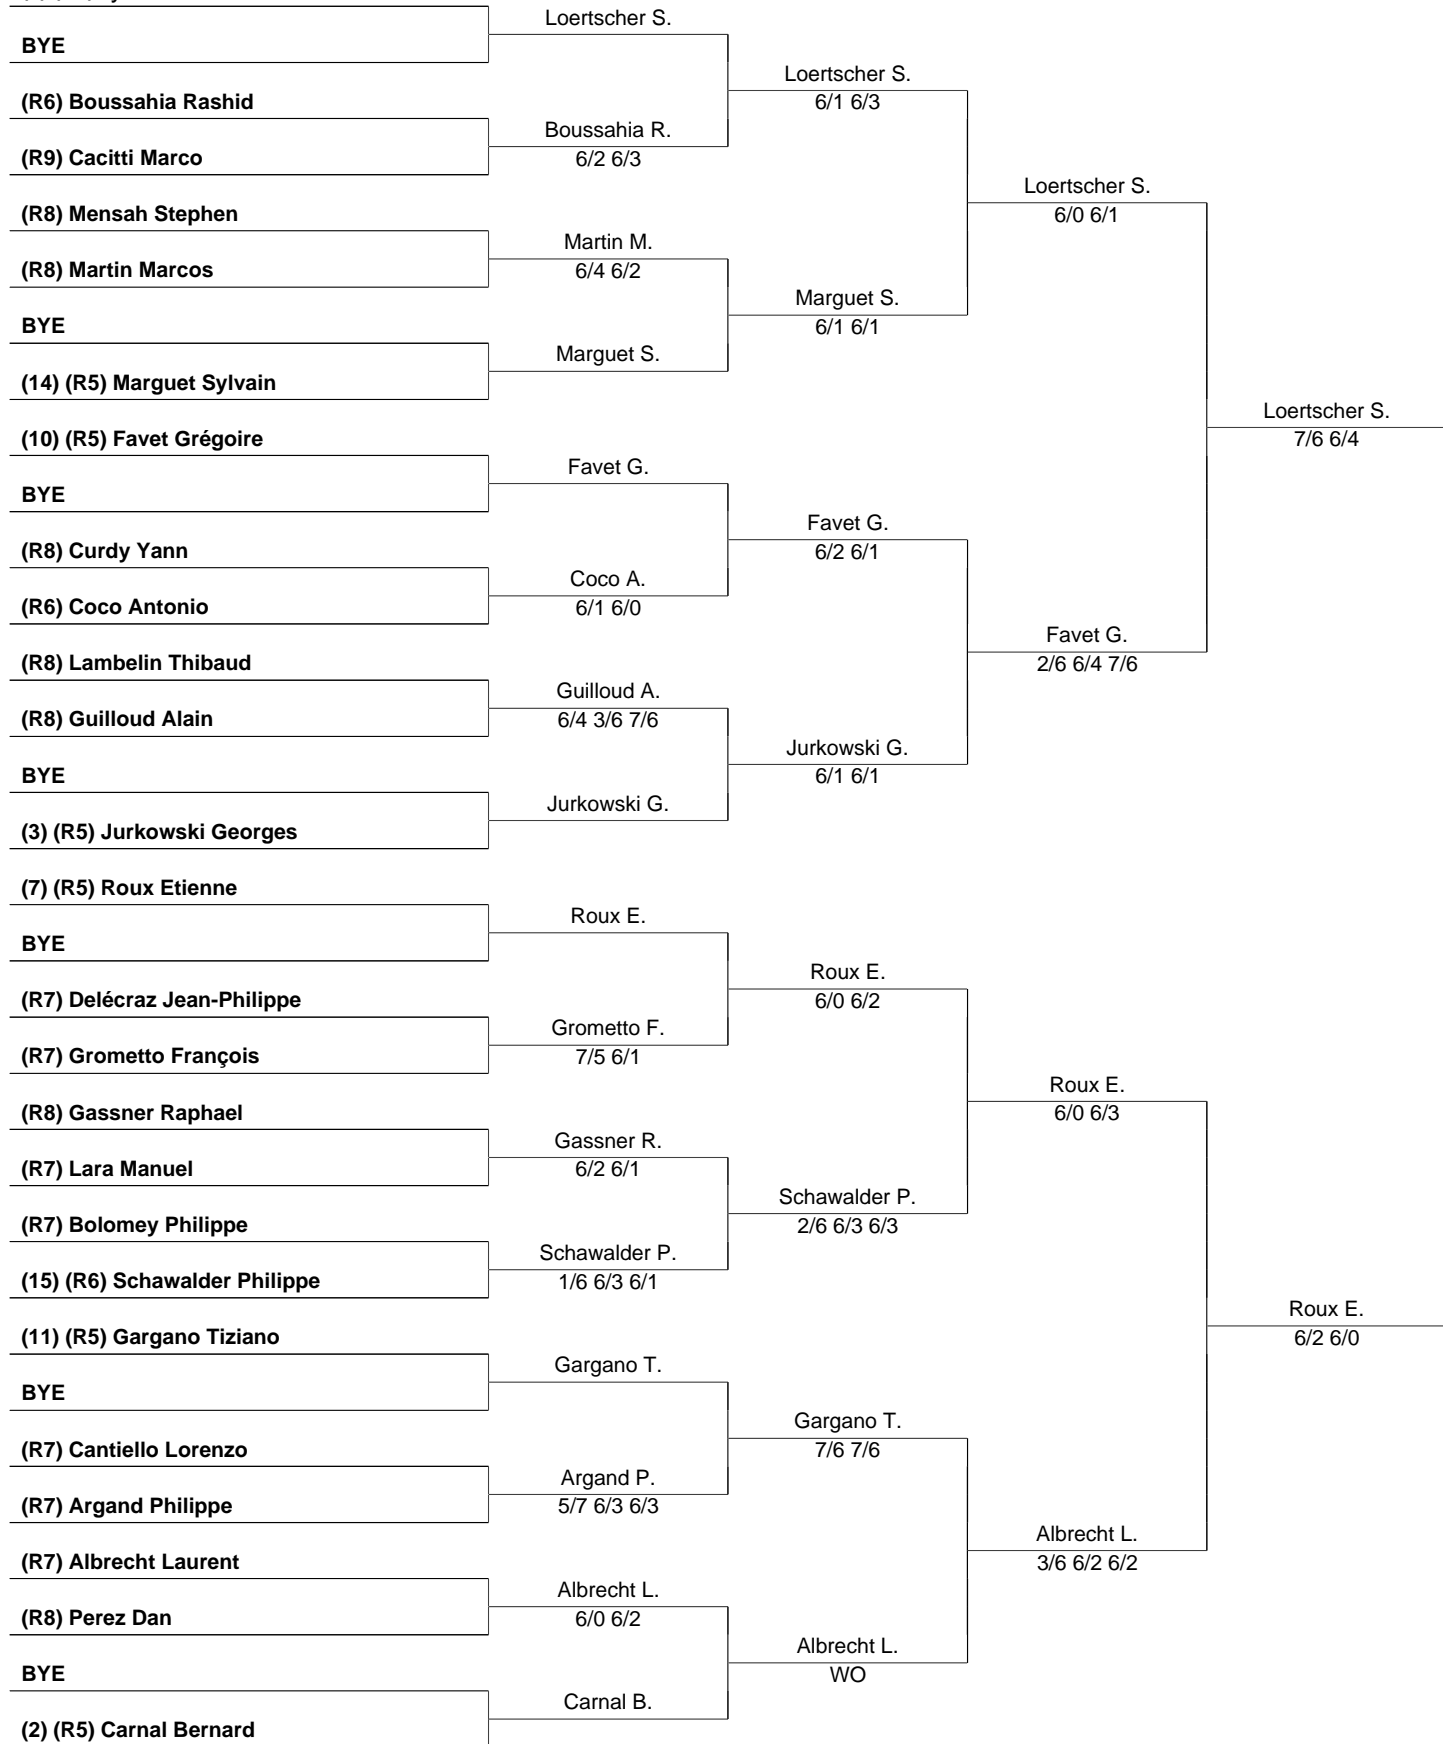 BYE
(R6) Boussahia Rashid
(R9) Cacitti Marco
(R8) Mensah Stephen
(R8) Martin Marcos
BYE
(14) (R5) Marguet Sylvain
(10) (R5) Favet Grégoire
BYE
(R8) Curdy Yann
(R6) Coco Antonio
(R8) Lambelin Thibaud
(R8) Guilloud Alain
BYE
(3) (R5) Jurkowski Georges
(7) (R5) Roux Etienne
BYE
(R7) Delécraz Jean-Philippe
(R7) Grometto François
(R8) Gassner Raphael
(R7) Lara Manuel
(R7) Bolomey Philippe
(15) (R6) Schawalder Philippe
(11) (R5) Gargano Tiziano
BYE
(R7) Cantiello Lorenzo
(R7) Argand Philippe
(R7) Albrecht Laurent
(R8) Perez Dan
BYE
(2) (R5) Carnal Bernard
Loertscher S.
Boussahia R.
6/2 6/3
Martin M.
6/4 6/2
Marguet S.
Favet G.
Coco A.
6/1 6/0
Guilloud A.
6/4 3/6 7/6
Jurkowski G.
Roux E.
Grometto F.
7/5 6/1
Gassner R.
6/2 6/1
Schawalder P.
1/6 6/3 6/1
Gargano T.
Argand P.
5/7 6/3 6/3
Albrecht L.
6/0 6/2
Carnal B.
Loertscher S.
6/1 6/3
Marguet S.
6/1 6/1
Favet G.
6/2 6/1
Jurkowski G.
6/1 6/1
Roux E.
6/0 6/2
Schawalder P.
2/6 6/3 6/3
Gargano T.
7/6 7/6
Albrecht L.
WO
Loertscher S.
6/0 6/1
Favet G.
2/6 6/4 7/6
Roux E.
6/0 6/3
Albrecht L.
3/6 6/2 6/2
Loertscher S.
7/6 6/4
Roux E.
6/2 6/0